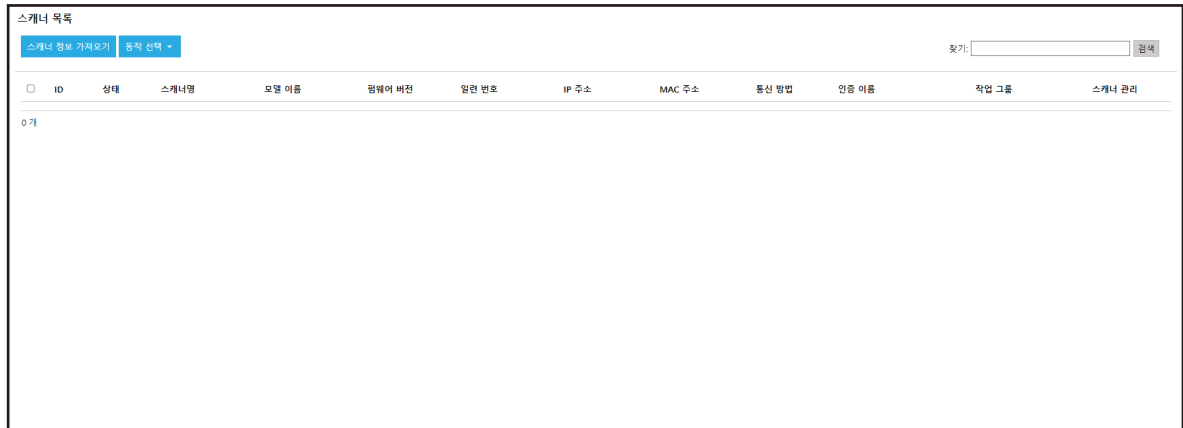 스캐너 목록
스캐너 정보 가져오기 동작 선택 찾기: 검색
ID 상태 스캐너명 모델 이름 펌웨어 버전 일련 번호 IP 주소 MAC 주소 통신 방법 인증 이름 작업 그룹 스캐너 관리
0 개